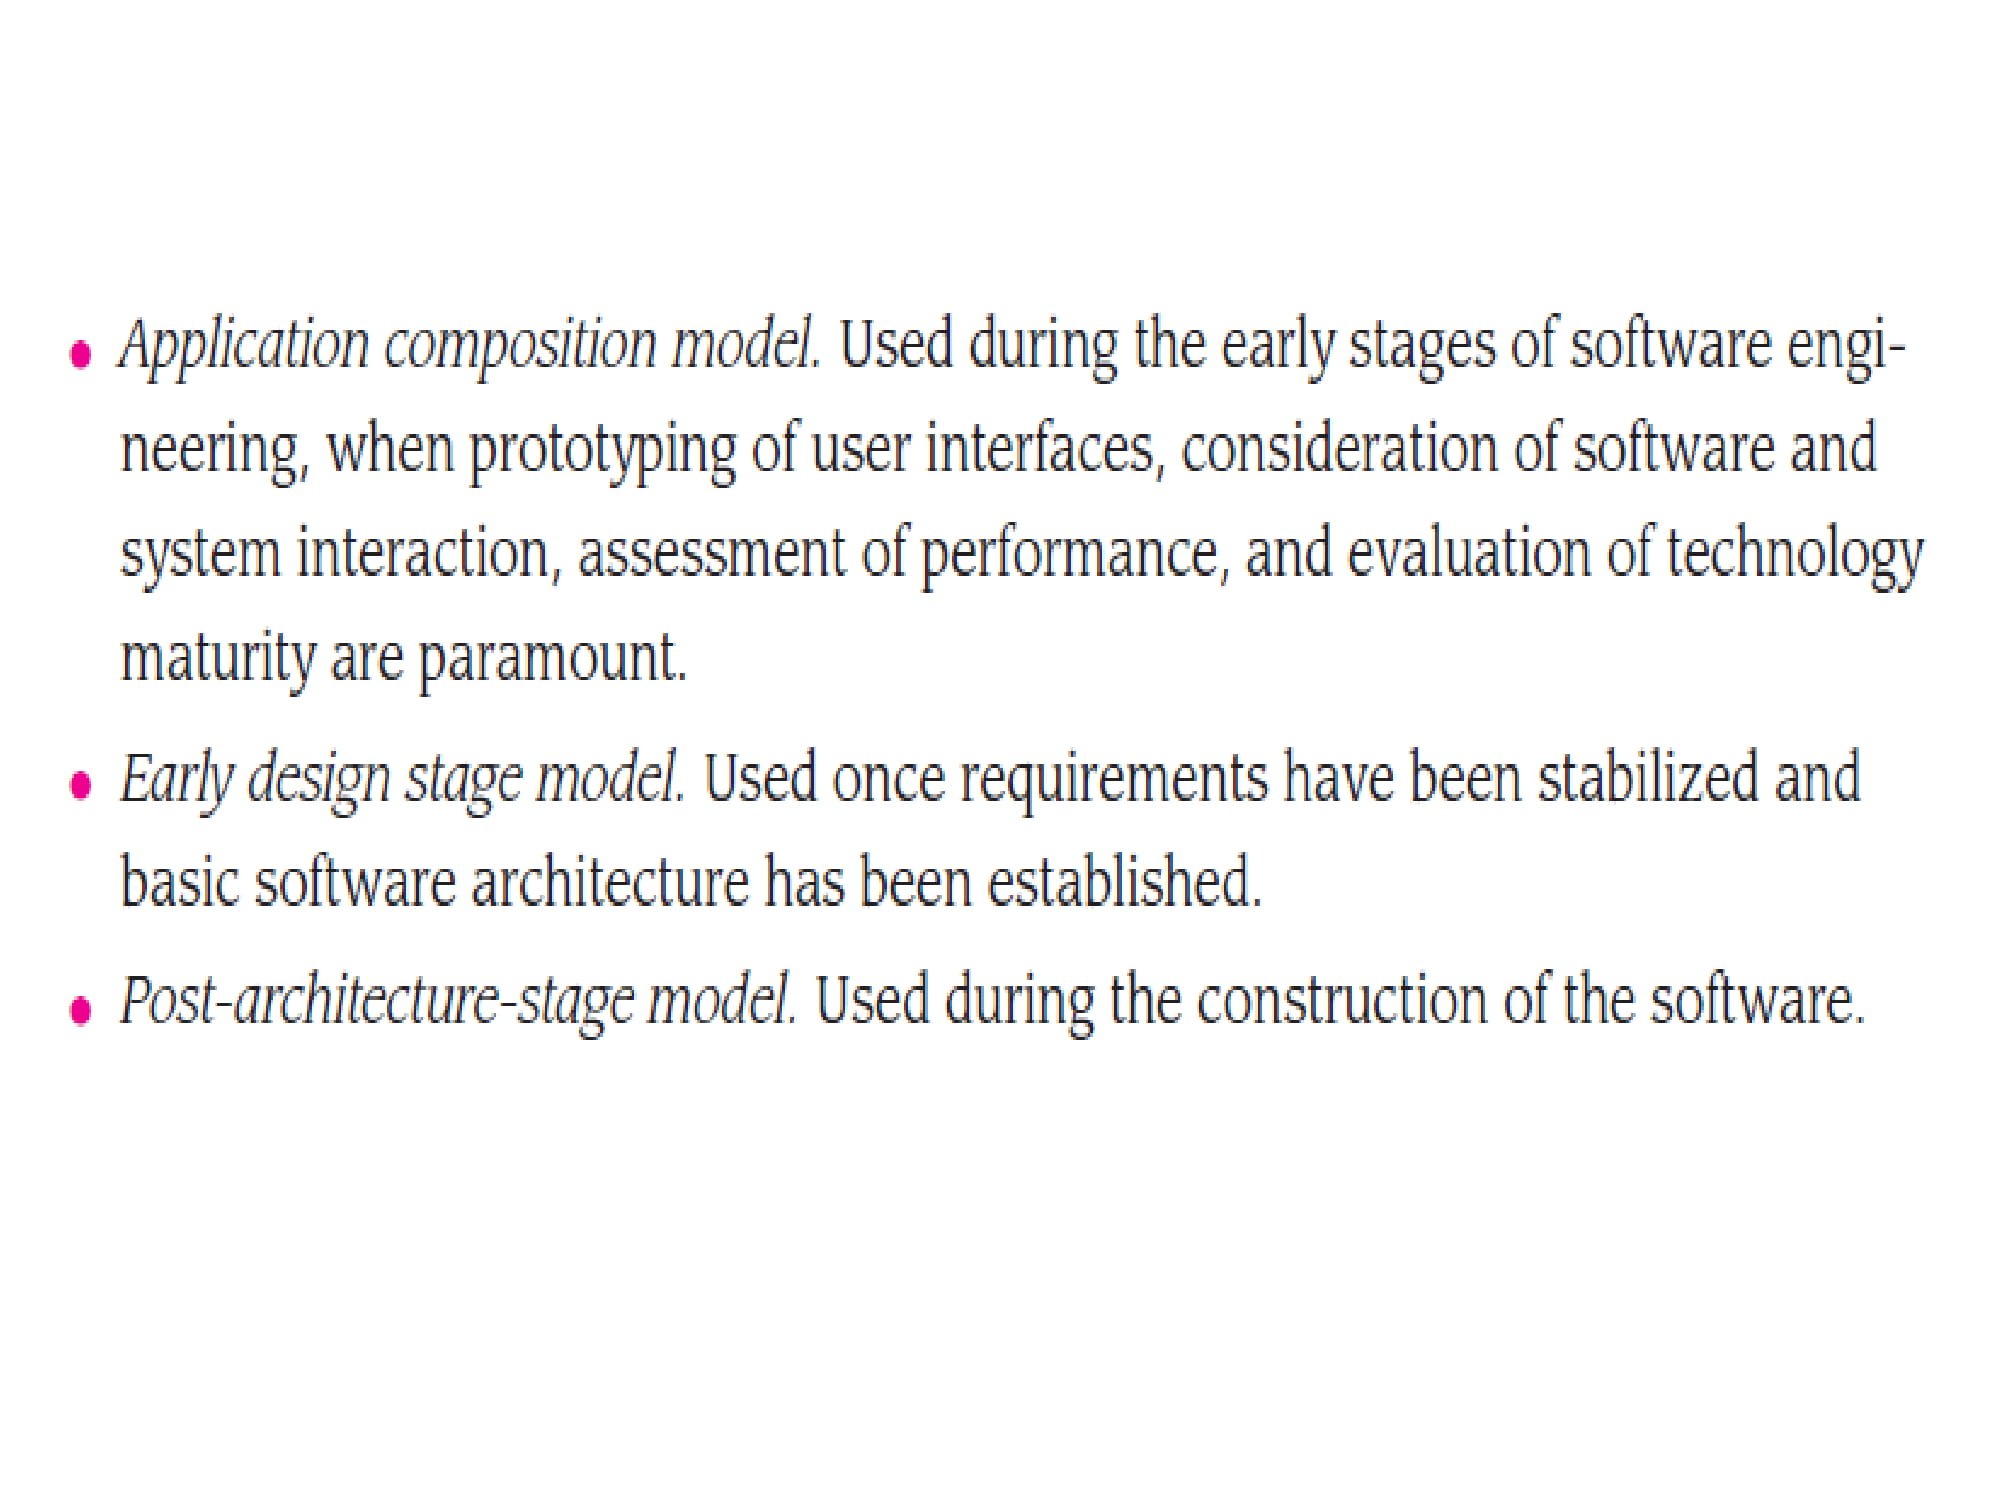 • Application composition model. Used during the early stages of software engi-
neering, when prototyping of user interfaces, consideration of software and
system interaction, assessment of performance, and evaluation of technology
maturity are paramount.
• Early design stage model. Used once requirements have been stabilized and
basic software architecture has been established.
• Post-architecture-stage model. Used during the construction of the software.